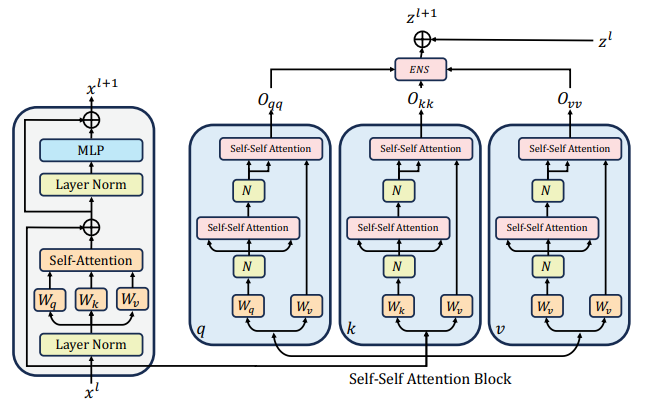 z^{l+1}
z^l
ENS
x^{l+1}
O_{qq} O_{kk} O_{vv}
MLP
Layer Norm
Self-Attention
W_q W_k W_v
Layer Norm
x^l
Self-Self Attention
N
Self-Self Attention
N
W_q W_v
q
Self-Self Attention
N
Self-Self Attention
N
W_k W_v
k
Self-Self Attention
N
Self-Self Attention
N
W_v W_v
v
Self-Self Attention Block